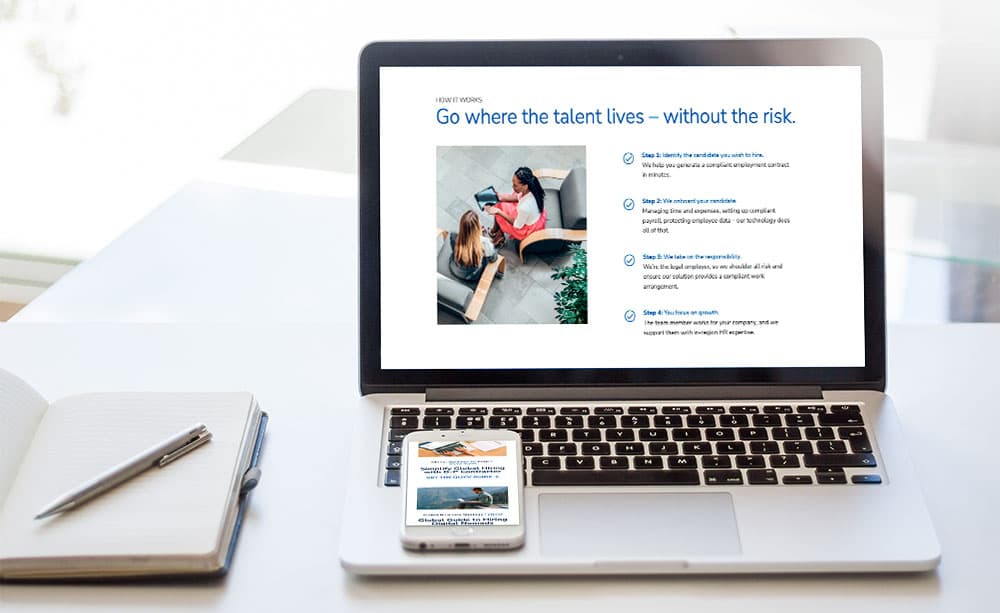 HOW IT WORKS
Go where the talent lives – without the risk.
Step 1: Identify the candidate you wish to hire.
We help you generate a compliant employment contract
in minutes.
Step 2: We onboard your candidate.
Managing time and expenses, setting up compliant
payroll, protecting employee data – our technology does
all of that.
Step 3: We take on the responsibility.
We're the legal employer, so we shoulder all risk and
ensure our solution provides a compliant work
arrangement.
Step 4: You focus on growth.
The team member works for your company, and we
support them with in-region HR expertise.
Simplify Global Hiring
with G-P Contractor
GET THE QUICK GUIDE
Global Guide to Hiring
Digital Nomads